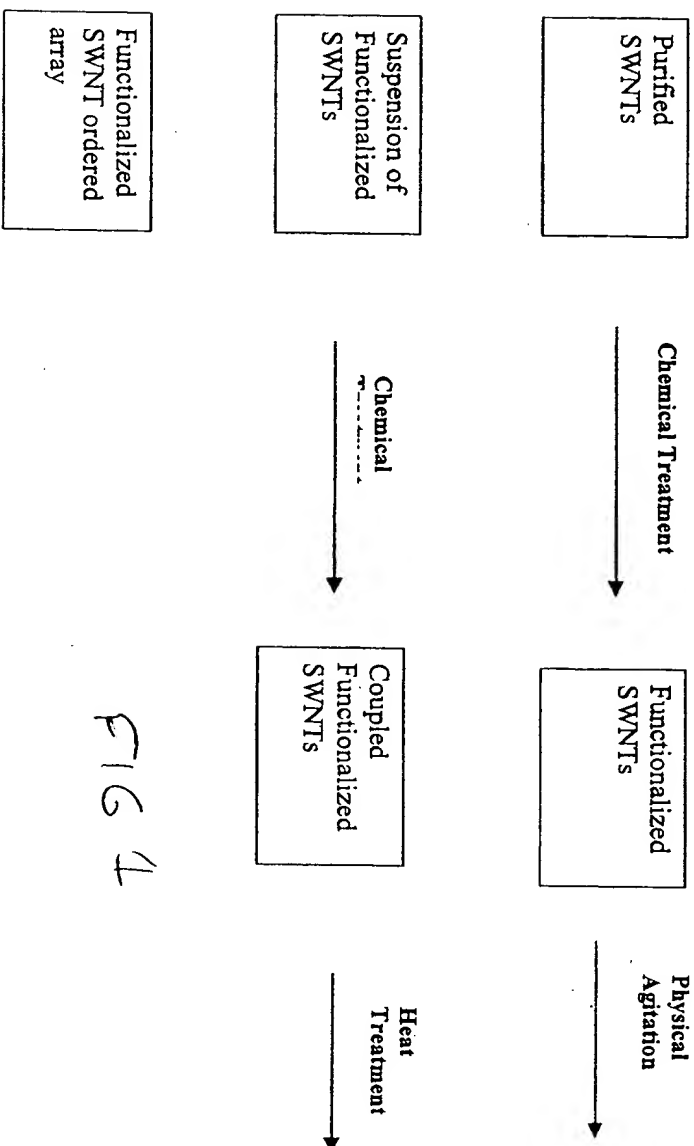 Purified
SWNTs
Chemical Treatment
Functionalized
SWNTs
Physical
Agitation
Suspension of
Functionalized
SWNTs
Chemical
Coupled
Functionalized
SWNTs
Heat
Treatment
Functionalized
SWNT ordered
array
FIG 1